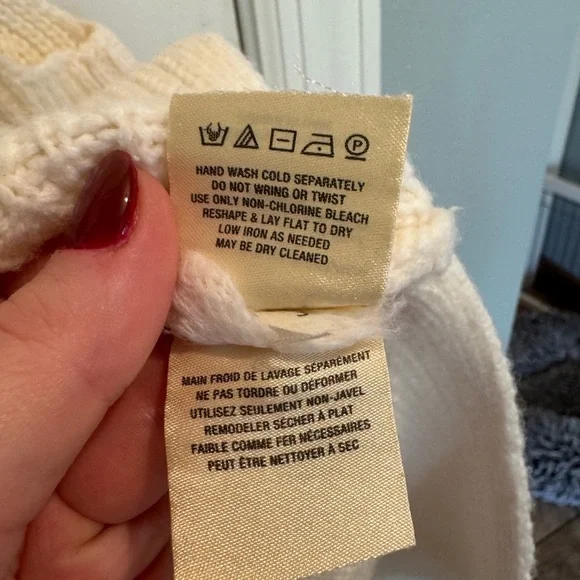 P
HAND WASH COLD SEPARATELY
DO NOT WRING OR TWIST
USE ONLY NON-CHLORINE BLEACH
RESHAPE & LAY FLAT TO DRY
LOW IRON AS NEEDED
MAY BE DRY CLEANED
MAIN FROID DE LAVAGE SÉPARÉMENT
NE PAS TORDRE OU DÉFORMER
UTILISEZ SEULEMENT NON-JAVEL
REMODELER SÈCHER À PLAT
FAIBLE COMME FER NÉCESSAIRES
PEUT ÊTRE NETTOYER À SEC